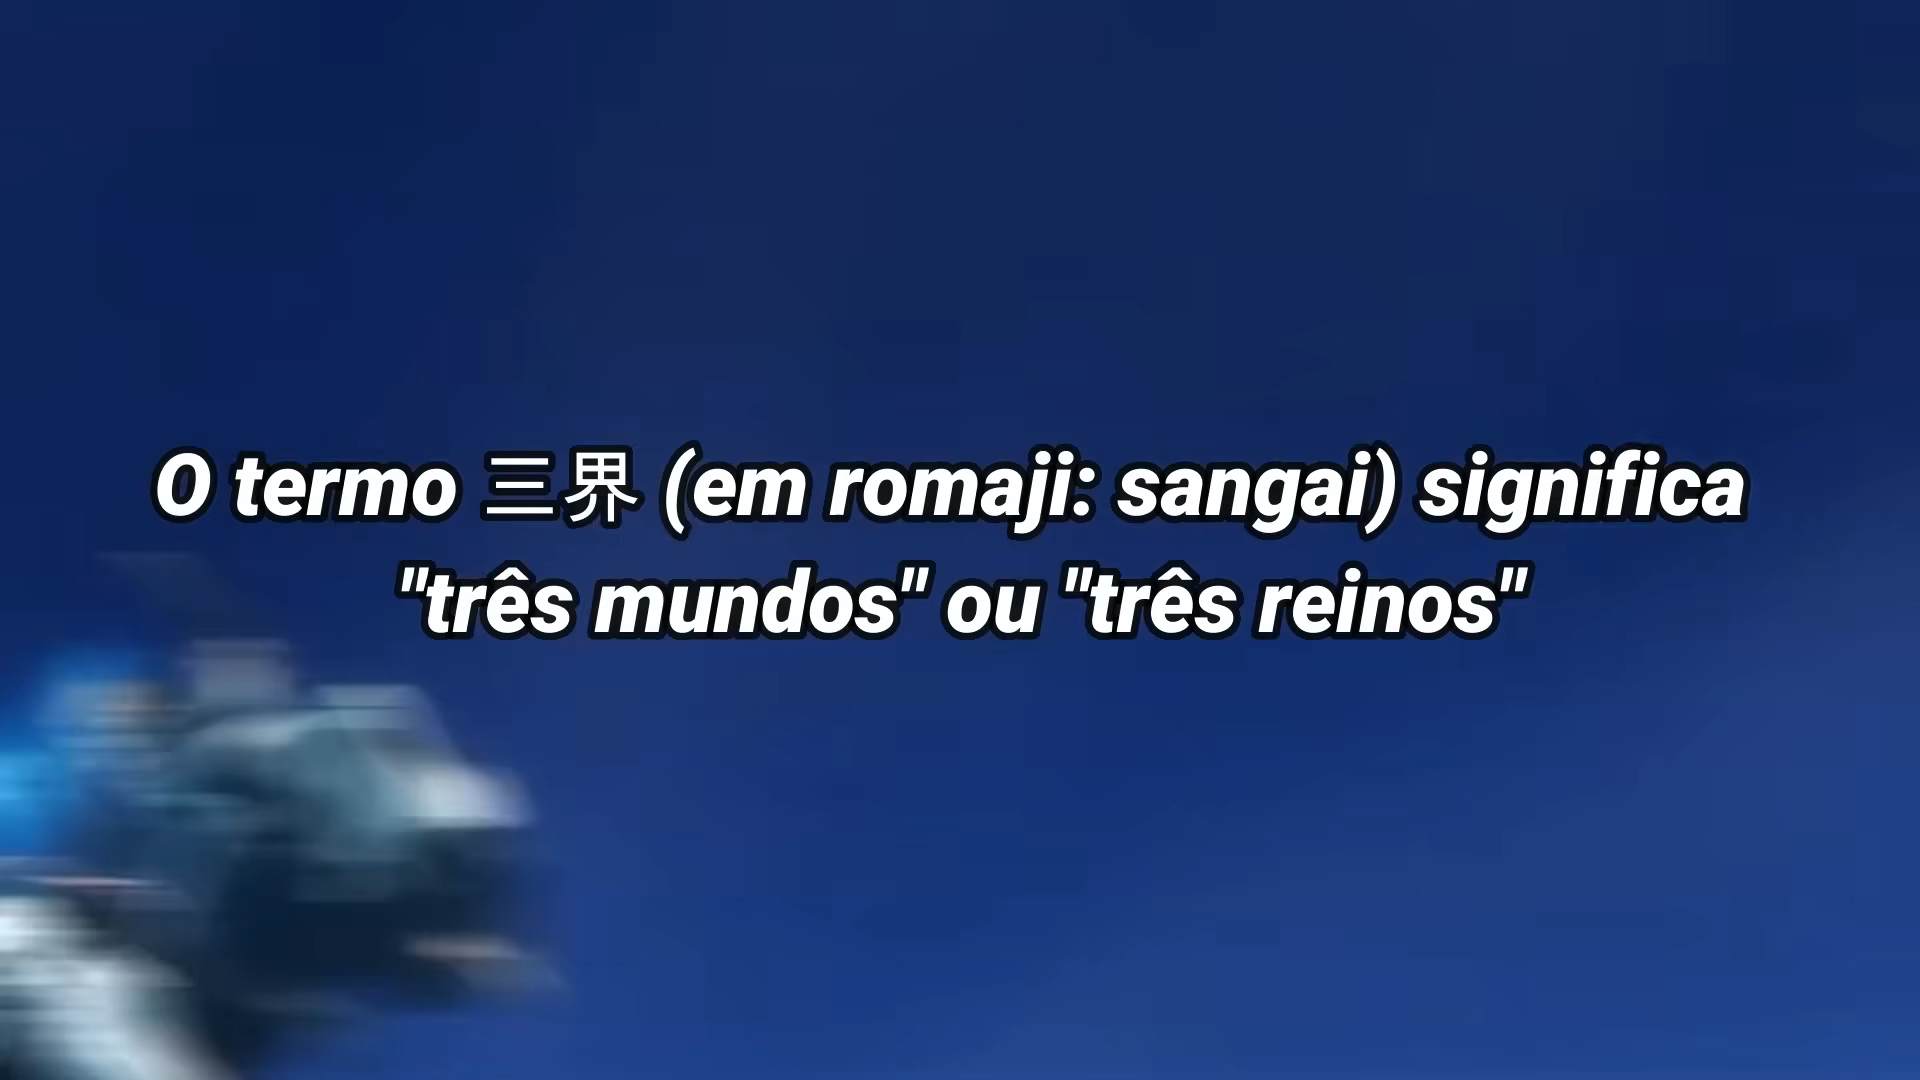 O termo 三界 (em romaji: sangai) significa
"três mundos" ou "três reinos"